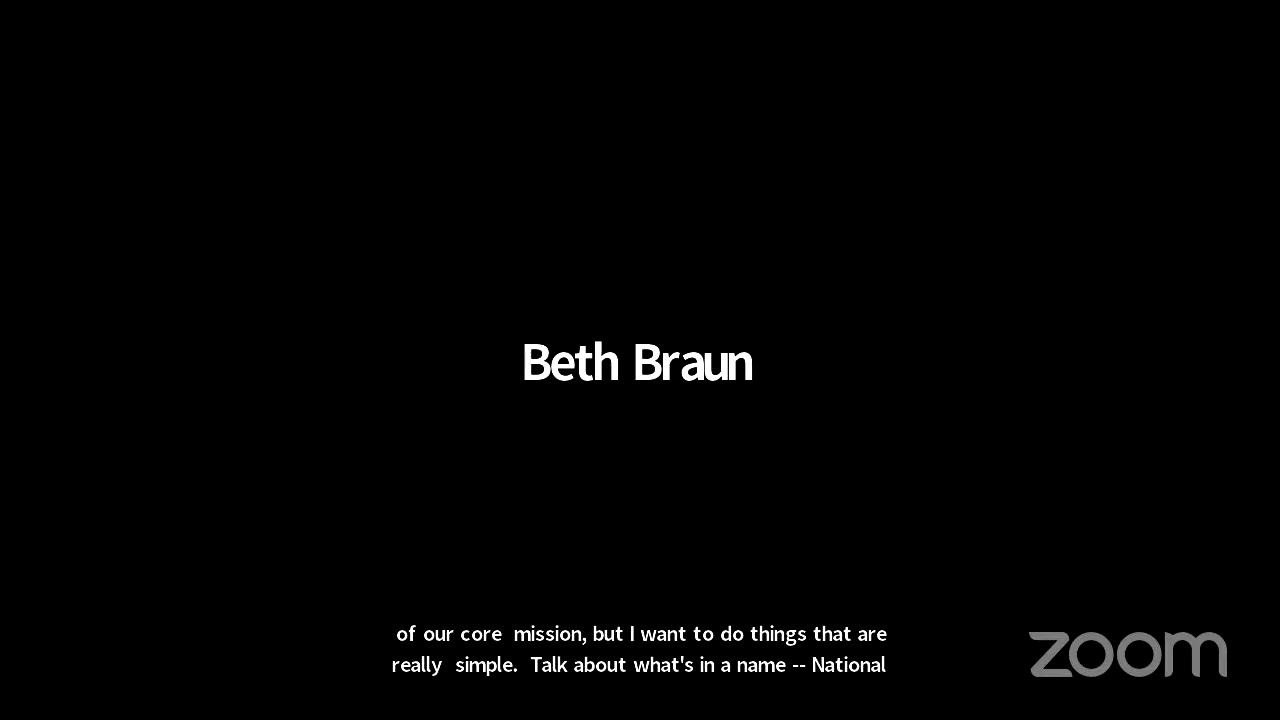 Beth Braun
of our core  mission, but I want to do things that are
really  simple.  Talk about what's in a name -- National
zoom